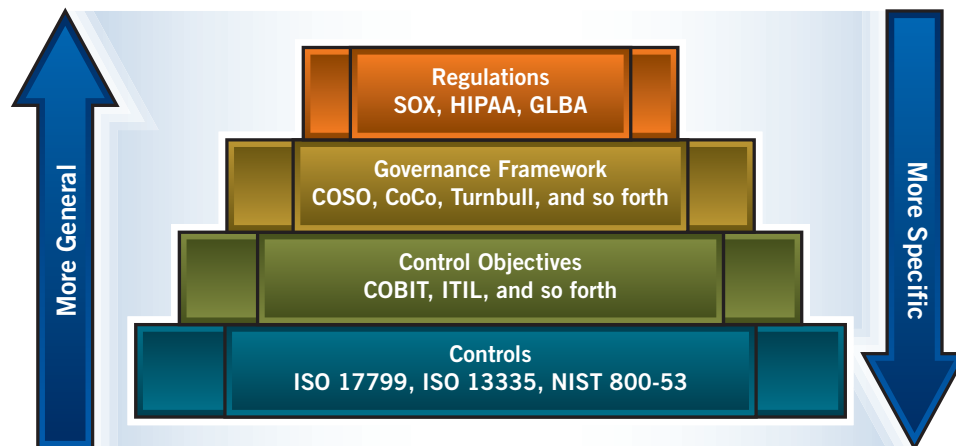 More General
Regulations
SOX, HIPAA, GLBA
Governance Framework
COSO, CoCo, Turnbull, and so forth
Control Objectives
COBIT, ITIL, and so forth
Controls
ISO 17799, ISO 13335, NIST 800-53
More Specific